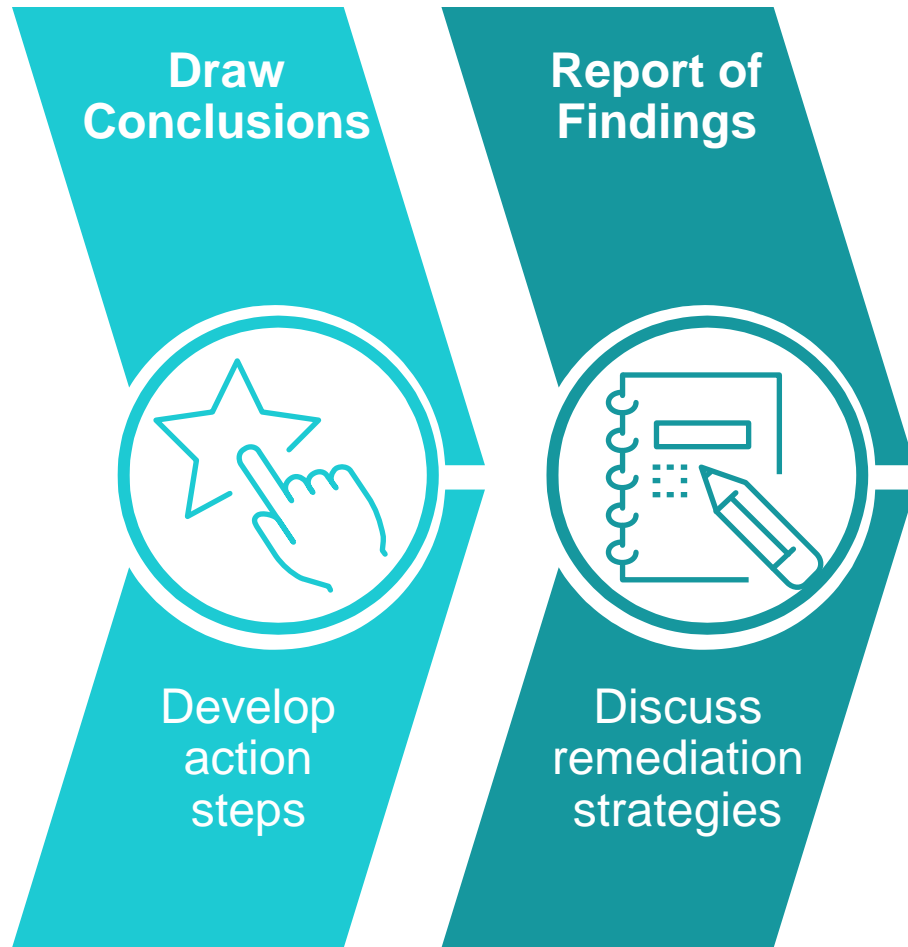 Draw
Conclusions
Develop
action
steps
Report of
Findings
Discuss
remediation
strategies